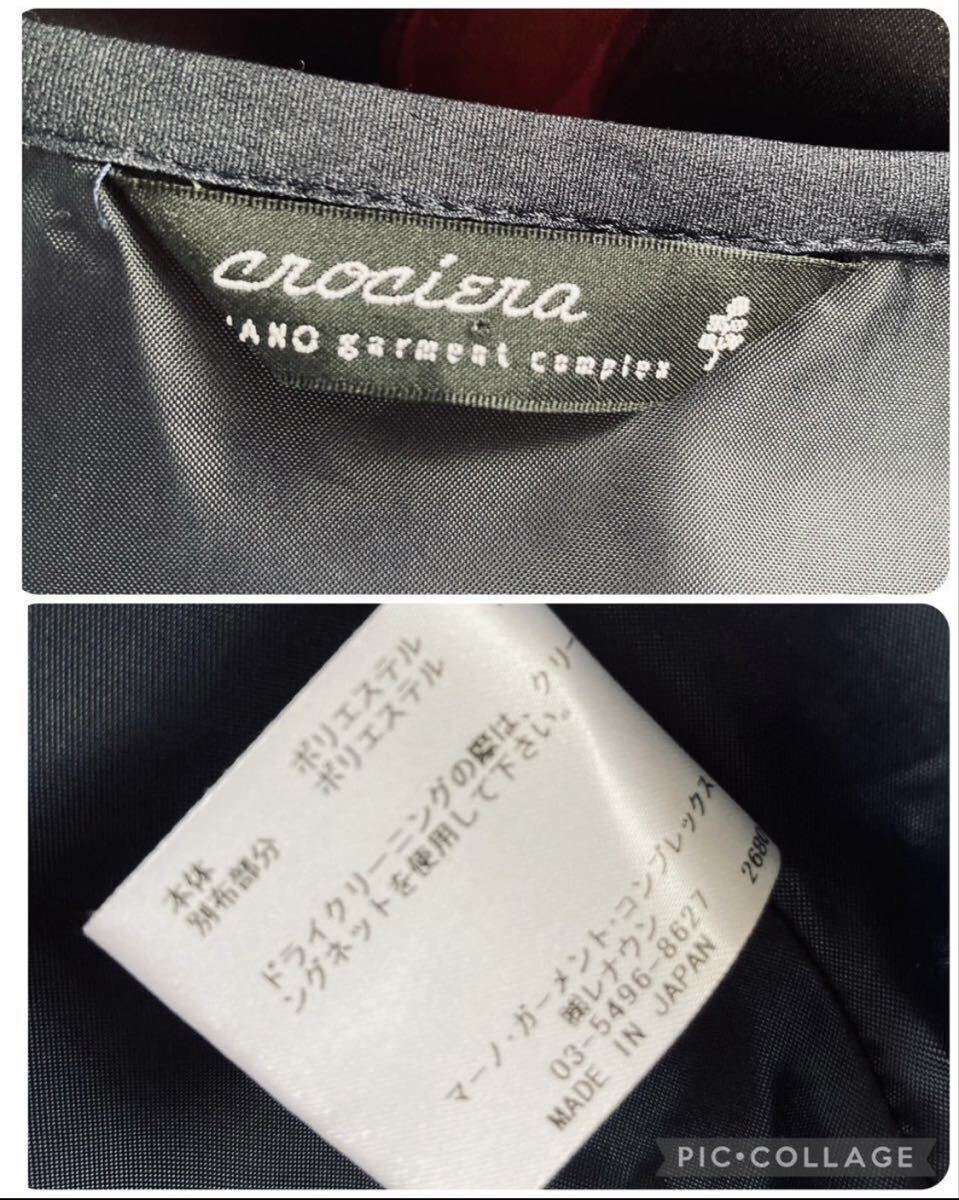 crociera
'ANO garment complex
本体 ポリエステル
別布部分 ポリエステル
ドライクリーニングの際は、クリー
ングネットを使用して下さい。
マーノ・ガーメント・コンプレックス
㈱レナウン
03-5496-8627
MADE IN JAPAN
2680
PIC•COLLAGE